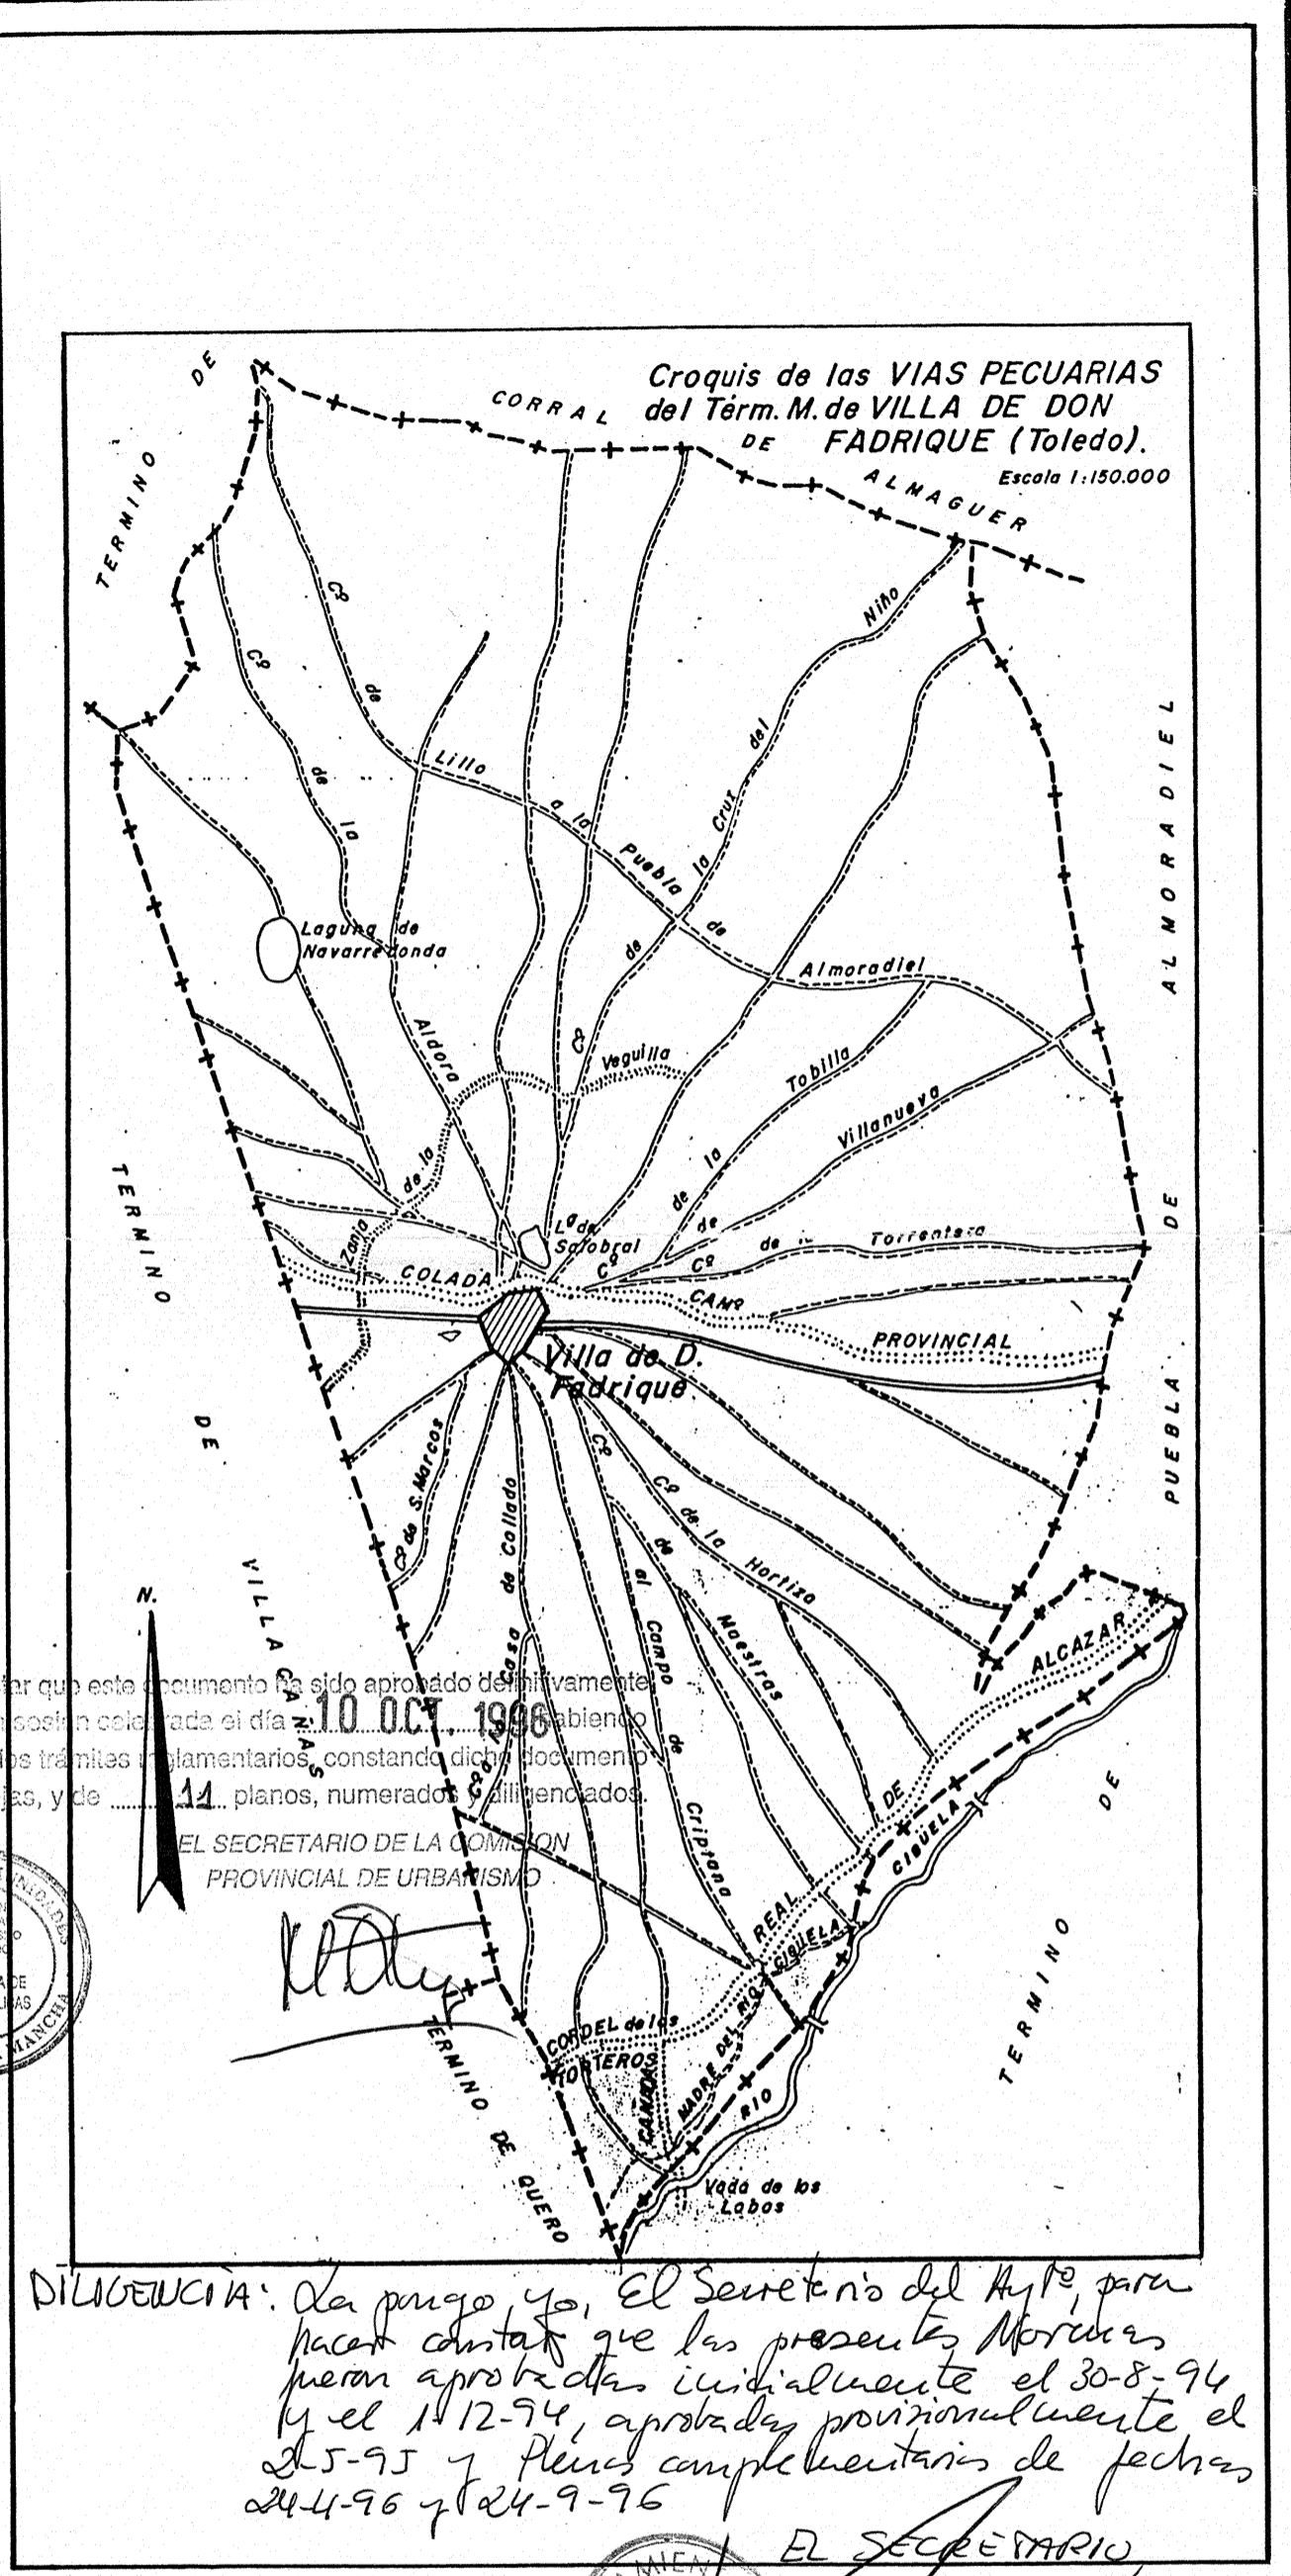 Croquis de las VIAS PECUARIAS
del Térm. M. de VILLA DE DON
FADRIQUE (Toledo).
Escala 1:150.000
TERMINO DE
CORRAL DE ALMAGUER
TERMINO DE VILLACAÑAS
TERMINO DE QUERO
TERMINO DE PUEBLA DE ALMORADIEL
Cº de Lillo a la Puebla de Almoradiel
Cº de la Aldora
Cº de la Cruz del Niño
Laguna de
Navarredonda
Zanja de la Veguilla
Cº de la Tobilla
Cº de Villanueva
Cº de Torrentera
Lª de
Salobral
COLADA CAMº PROVINCIAL
Villa de D.
Fadrique
Cº de S. Marcos
Casa de Collado
Cº de Maestras
Cº de la Hortiza
al Campo de Criptana
N.
CORDEL de los
TORTEROS
CAÑADA REAL DE ALCAZAR
MADRE DEL RIO CIGUELA
RIO CIGUELA
Vado de los
Lobos
que este documento ha sido aprobado definitivamente
sesión celebrada el día 10 OCT. 1996 habiendo
trámites reglamentarios, constando dicho documento
y de 11 planos, numerados y diligenciados.
EL SECRETARIO DE LA COMISION
PROVINCIAL DE URBANISMO
MANCHA
DILIGENCIA: La pongo yo, El Secretario del Aytº, para
hacer constar que las presentes Normas
fueron aprobadas inicialmente el 30-8-94
y el 1-12-94, aprobadas provisionalmente el
2-5-95 y Plenos complementarios de fechas
24-4-96 y 24-9-96
EL SECRETARIO,